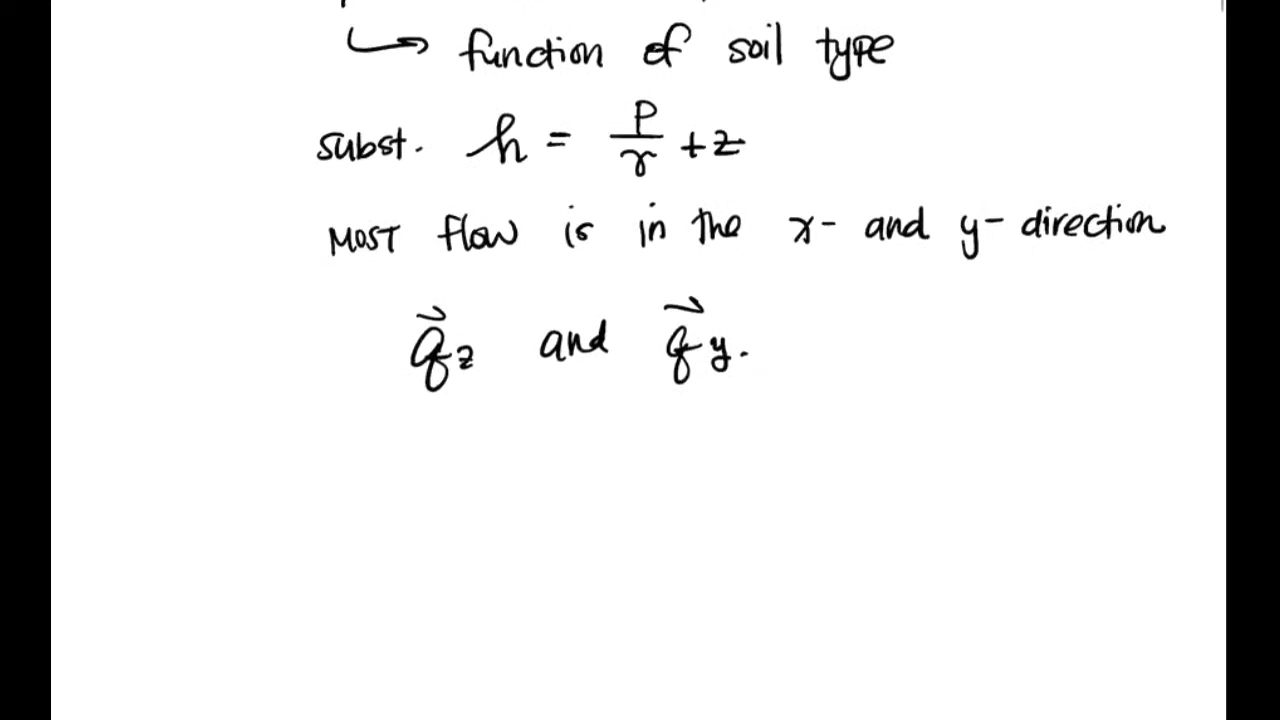 ↳ function of soil type
subst. h = P/γ + z
MOST flow is in the x- and y-direction
q⃗z and q⃗y.